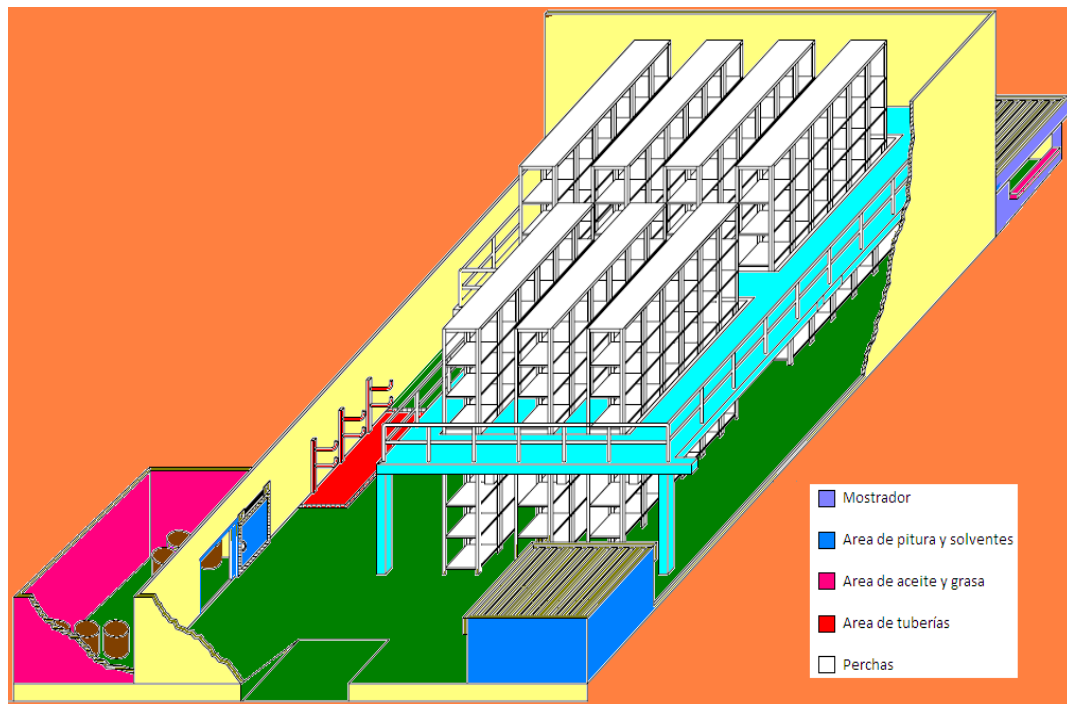 Mostrador
Area de pitura y solventes
Area de aceite y grasa
Area de tuberías
Perchas